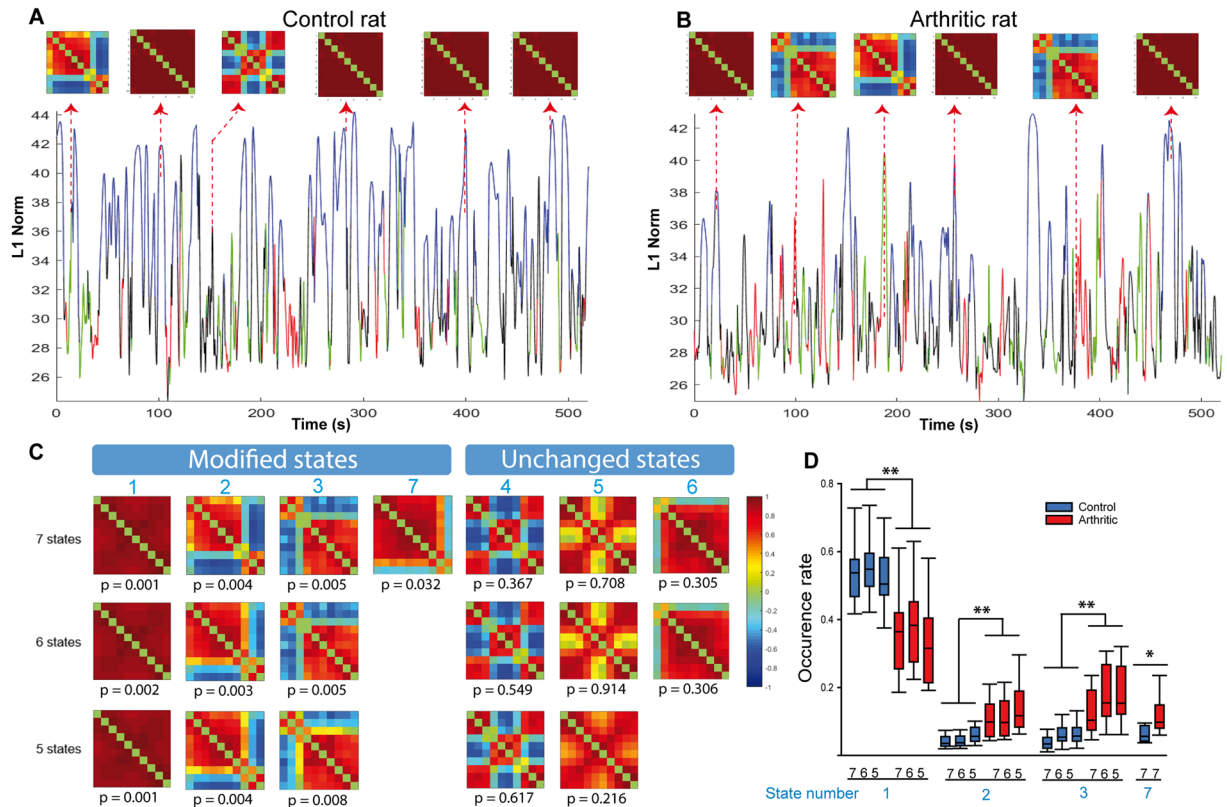 A
Control rat
B
Arthritic rat
L1 Norm
44
42
40
38
36
34
32
30
28
26
0
100
200
300
400
500
Time (s)
L1 Norm
42
40
38
36
34
32
30
28
26
0
100
200
300
400
500
Time (s)
C
Modified states
Unchanged states
1 2 3 7 4 5 6
7 states
p = 0.001 p = 0.004 p = 0.005 p = 0.032 p = 0.367 p = 0.708 p = 0.305
6 states
p = 0.002 p = 0.003 p = 0.005 p = 0.549 p = 0.914 p = 0.306
5 states
p = 0.001 p = 0.004 p = 0.008 p = 0.617 p = 0.216
1
0.8
0.6
0.4
0.2
0
-0.2
-0.4
-0.6
-0.8
-1
D
Occurence rate
0.8
0.6
0.4
0.2
**
**
**
*
Control
Arthritic
7 6 5 7 6 5 7 6 5 7 6 5 7 6 5 7 6 5 7 7
State number 1 2 3 7